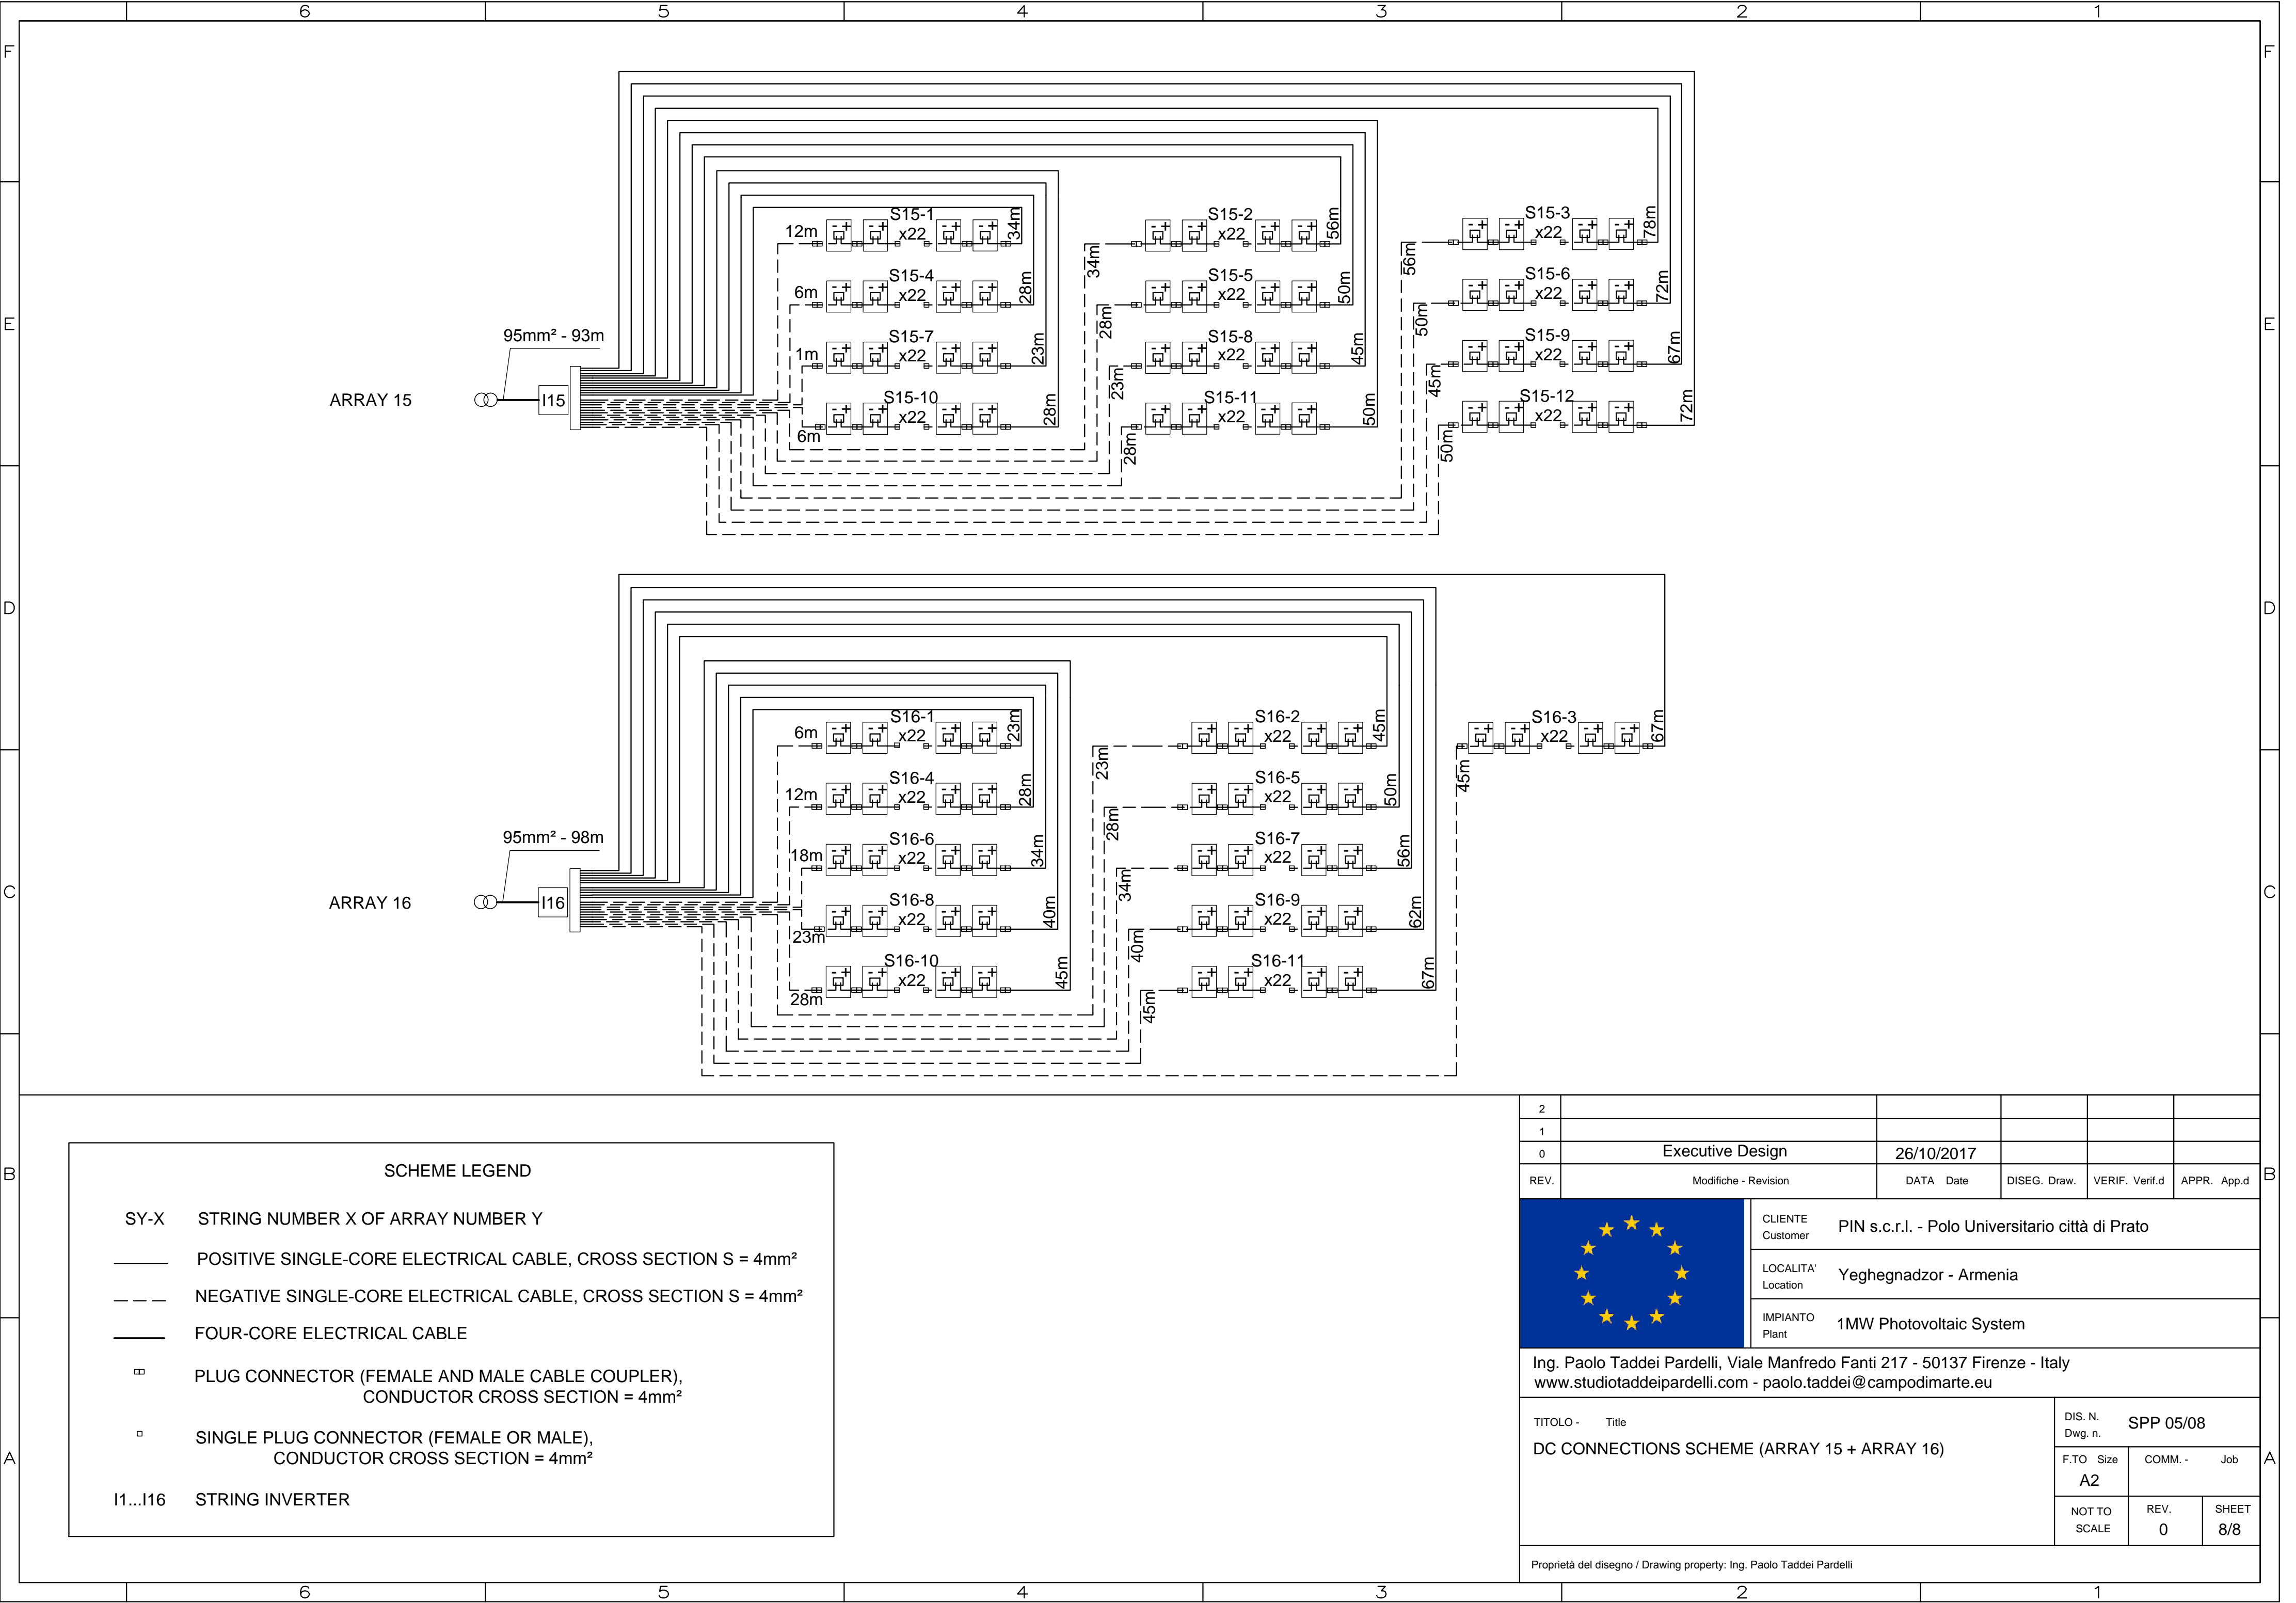 6 5 4 3 2 1
F F
S15-1 S15-2 S15-3
12m x22 34m x22 56m x22 78m
34m 56m
S15-4 S15-5 S15-6
6m x22 28m x22 50m x22 72m
28m 50m
E E
S15-7 S15-8 S15-9
95mm² - 93m
1m x22 23m x22 45m x22 67m
23m 45m
ARRAY 15 I15
S15-10 S15-11 S15-12
x22 28m x22 50m x22 72m
6m 28m 50m
D D
S16-1 S16-2 S16-3
6m x22 23m x22 45m x22 67m
23m 45m
S16-4 S16-5
12m x22 28m x22 50m
28m
95mm² - 98m
S16-6 S16-7
18m x22 34m x22 56m
34m
C C
ARRAY 16 I16
S16-8 S16-9
x22 40m x22 62m
23m 40m
S16-10 S16-11
x22 45m x22 67m
28m 45m
B B
SCHEME LEGEND
SY-X STRING NUMBER X OF ARRAY NUMBER Y
POSITIVE SINGLE-CORE ELECTRICAL CABLE, CROSS SECTION S = 4mm²
NEGATIVE SINGLE-CORE ELECTRICAL CABLE, CROSS SECTION S = 4mm²
FOUR-CORE ELECTRICAL CABLE
PLUG CONNECTOR (FEMALE AND MALE CABLE COUPLER),
CONDUCTOR CROSS SECTION = 4mm²
SINGLE PLUG CONNECTOR (FEMALE OR MALE),
CONDUCTOR CROSS SECTION = 4mm²
I1...I16 STRING INVERTER
2
1
0 Executive Design 26/10/2017
REV. Modifiche - Revision DATA Date DISEG. Draw. VERIF. Verif.d APPR. App.d
CLIENTE
Customer
PIN s.c.r.l. - Polo Universitario città di Prato
LOCALITA'
Location
Yeghegnadzor - Armenia
IMPIANTO
Plant
1MW Photovoltaic System
Ing. Paolo Taddei Pardelli, Viale Manfredo Fanti 217 - 50137 Firenze - Italy
www.studiotaddeipardelli.com - paolo.taddei@campodimarte.eu
TITOLO - Title
DC CONNECTIONS SCHEME (ARRAY 15 + ARRAY 16)
DIS. N.
Dwg. n.
SPP 05/08
F.TO Size COMM. - Job
A2
NOT TO REV. SHEET
SCALE 0 8/8
A A
Proprietà del disegno / Drawing property: Ing. Paolo Taddei Pardelli
6 5 4 3 2 1